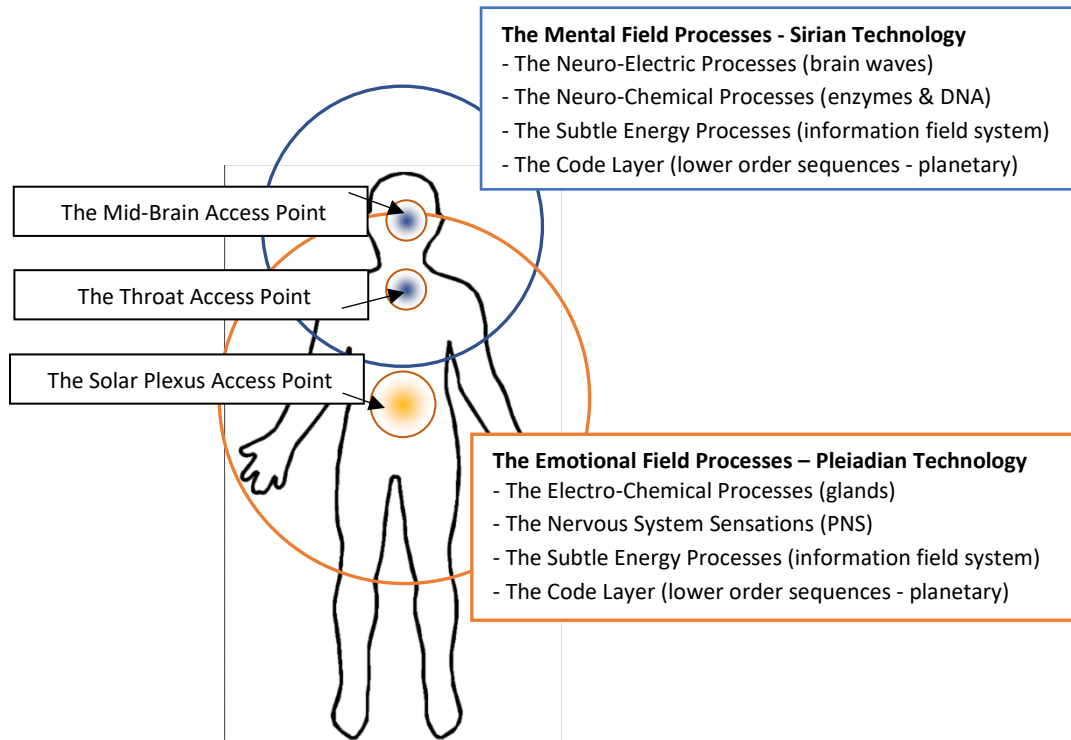 The Mental Field Processes - Sirian Technology
- The Neuro-Electric Processes (brain waves)
- The Neuro-Chemical Processes (enzymes & DNA)
- The Subtle Energy Processes (information field system)
- The Code Layer (lower order sequences - planetary)
The Mid-Brain Access Point
The Throat Access Point
The Solar Plexus Access Point
The Emotional Field Processes – Pleiadian Technology
- The Electro-Chemical Processes (glands)
- The Nervous System Sensations (PNS)
- The Subtle Energy Processes (information field system)
- The Code Layer (lower order sequences - planetary)